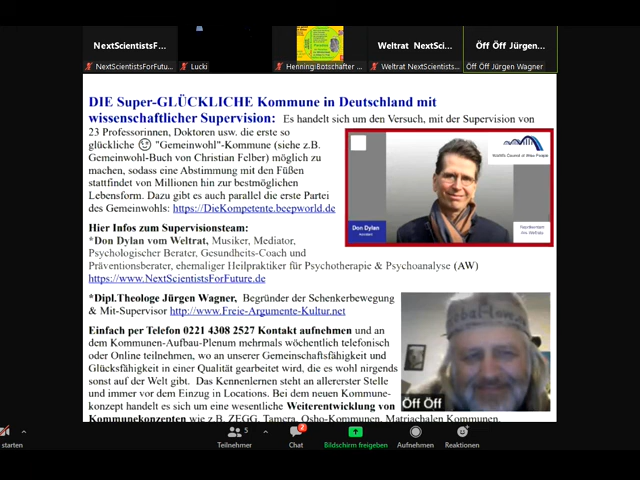 NextScientistsF...
Weltrat NextSci...
Öff Öff Jürgen...
NextScientistsForFutu...
Lucki
Henning:Botschafter ...
Weltrat NextScientists...
Öff Öff Jürgen Wagner
DIE Super-GLÜCKLICHE Kommune in Deutschland mit
wissenschaftlicher Supervision: Es handelt sich um den Versuch, mit der Supervision von
23 Professorinnen, Doktoren usw. die erste so
glückliche "Gemeinwohl"-Kommune (siehe z.B.
Gemeinwohl-Buch von Christian Felber) möglich zu
machen, sodass eine Abstimmung mit den Füßen
stattfindet von Millionen hin zur bestmöglichen
Lebensform. Dazu gibt es auch parallel die erste Partei
des Gemeinwohls: https://DieKompetente.beepworld.de
Don Dylan
Hier Infos zum Supervisionsteam:
*Don Dylan vom Weltrat, Musiker, Mediator,
Psychologischer Berater, Gesundheits-Coach und
Präventionsberater, ehemaliger Heilpraktiker für Psychotherapie & Psychoanalyse (AW)
https://www.NextScientistsForFuture.de
*Dipl.Theologe Jürgen Wagner, Begründer der Schenkerbewegung
& Mit-Supervisor http://www.Freie-Argumente-Kultur.net
Einfach per Telefon 0221 4308 2527 Kontakt aufnehmen und an
dem Kommunen-Aufbau-Plenum mehrmals wöchentlich telefonisch
oder Online teilnehmen, wo an unserer Gemeinschaftsfähigkeit und
Glücksfähigkeit in einer Qualität gearbeitet wird, die es wohl nirgends
sonst auf der Welt gibt. Das Kennenlernen steht an allererster Stelle
und immer vor dem Einzug in Locations. Bei dem neuen Kommune-
konzept handelt es sich um eine wesentliche Weiterentwicklung von
Kommunekonzepten wie z.B. ZEGG, Tamera, Osho-Kommunen, Matriachalen Kommunen,
Öff Öff
starten
Teilnehmer
5
Chat
2
Bildschirm freigeben
Aufnehmen
Reaktionen